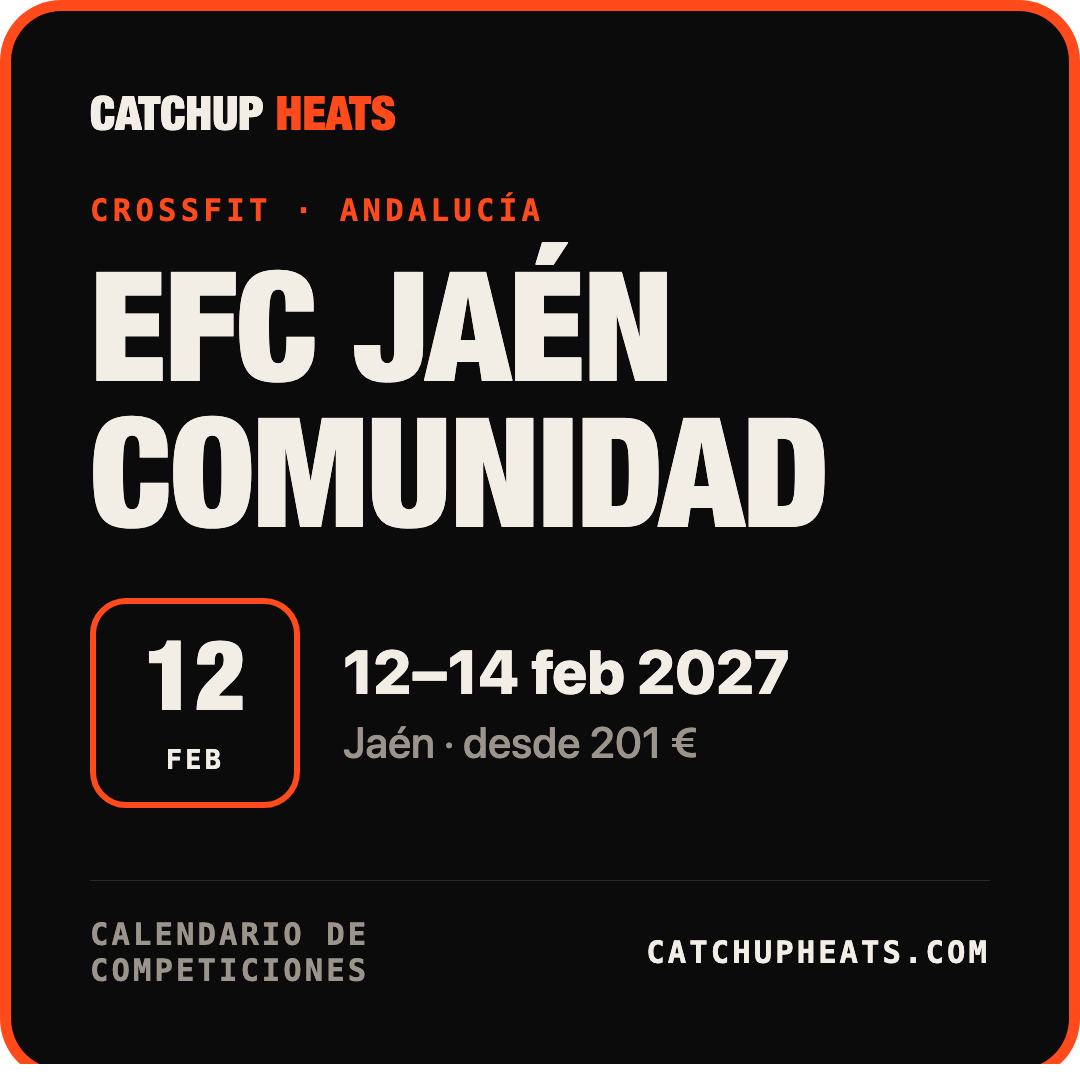 CATCHUP HEATS
CROSSFIT · ANDALUCÍA
EFC JAÉN
COMUNIDAD
12
FEB
12–14 feb 2027
Jaén · desde 201 €
CALENDARIO DE
COMPETICIONES
CATCHUPHEATS.COM